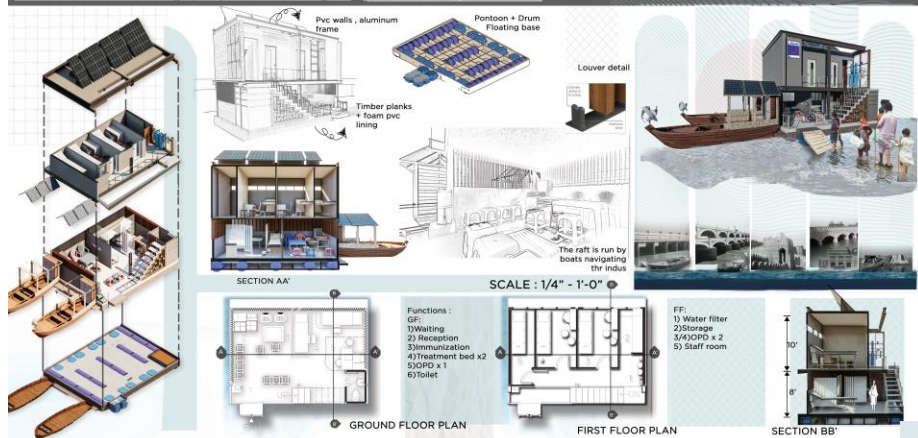 Pvc walls , aluminum
frame
Pontoon + Drum
Floating base
Louver detail
Timber planks
+ foam pvc
lining
The raft is run by
boats navigating
thr indus
SECTION AA'
SCALE : 1/4" - 1'-0"
Functions :
GF:
1)Waiting
2) Reception
3)Immunization
4)Treatment bed x2
5)OPD x 1
6)Toilet
FF:
1) Water filter
2)Storage
3/4)OPD x 2
5) Staff room
A
A'
B
B'
A
A'
B
B'
10'
8'
GROUND FLOOR PLAN
FIRST FLOOR PLAN
SECTION BB'